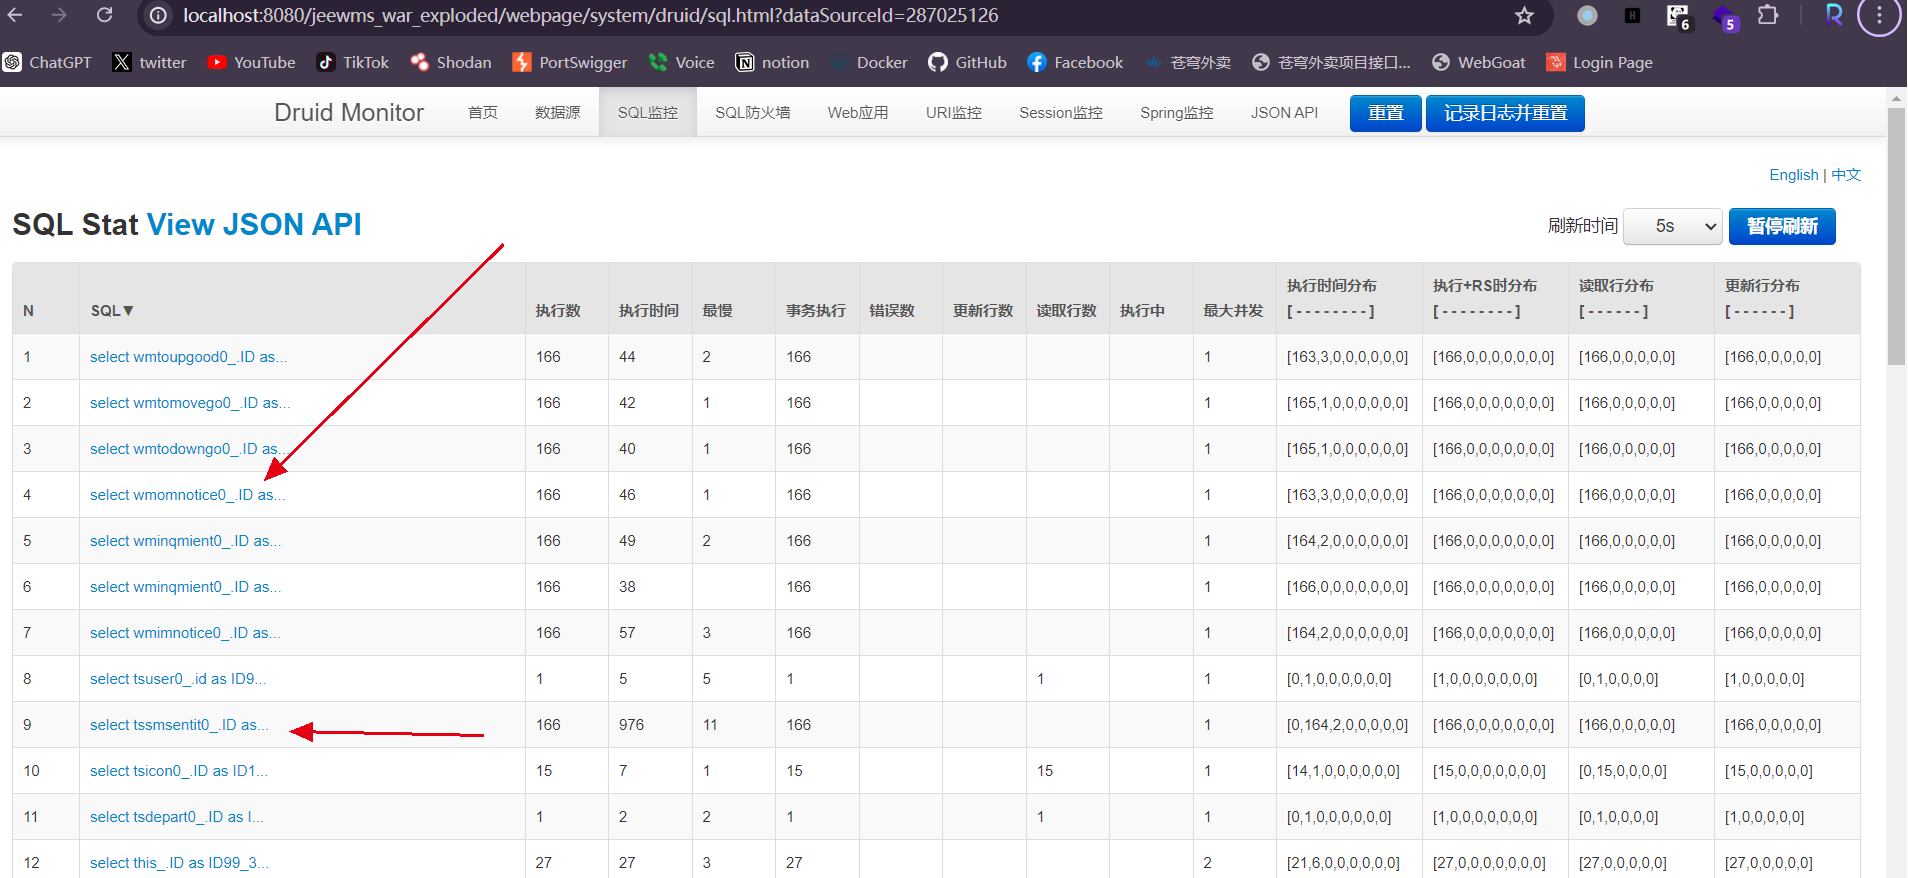 localhost:8080/jeewms_war_exploded/webpage/system/druid/sql.html?dataSourceId=287025126
H 6 5 R
ChatGPT twitter YouTube TikTok Shodan PortSwigger Voice notion Docker GitHub Facebook 苍穹外卖 苍穹外卖项目接口... WebGoat Login Page
Druid Monitor 首页 数据源 SQL监控 SQL防火墙 Web应用 URI监控 Session监控 Spring监控 JSON API 重置 记录日志并重置
English | 中文
SQL Stat View JSON API 刷新时间 5s 暂停刷新
N SQL▼ 执行数 执行时间 最慢 事务执行 错误数 更新行数 读取行数 执行中 最大并发 执行时间分布 执行+RS时分布 读取行分布 更新行分布
[ - - - - - - - - ] [ - - - - - - - - ] [ - - - - - - ] [ - - - - - - ]
1 select wmtoupgood0_.ID as... 166 44 2 166 1 [163,3,0,0,0,0,0,0] [166,0,0,0,0,0,0,0] [166,0,0,0,0,0] [166,0,0,0,0,0]
2 select wmtomovego0_.ID as... 166 42 1 166 1 [165,1,0,0,0,0,0,0] [166,0,0,0,0,0,0,0] [166,0,0,0,0,0] [166,0,0,0,0,0]
3 select wmtodowngo0_.ID as... 166 40 1 166 1 [165,1,0,0,0,0,0,0] [166,0,0,0,0,0,0,0] [166,0,0,0,0,0] [166,0,0,0,0,0]
4 select wmomnotice0_.ID as... 166 46 1 166 1 [163,3,0,0,0,0,0,0] [166,0,0,0,0,0,0,0] [166,0,0,0,0,0] [166,0,0,0,0,0]
5 select wminqmient0_.ID as... 166 49 2 166 1 [164,2,0,0,0,0,0,0] [166,0,0,0,0,0,0,0] [166,0,0,0,0,0] [166,0,0,0,0,0]
6 select wminqmient0_.ID as... 166 38 166 1 [166,0,0,0,0,0,0,0] [166,0,0,0,0,0,0,0] [166,0,0,0,0,0] [166,0,0,0,0,0]
7 select wmimnotice0_.ID as... 166 57 3 166 1 [164,2,0,0,0,0,0,0] [166,0,0,0,0,0,0,0] [166,0,0,0,0,0] [166,0,0,0,0,0]
8 select tsuser0_.id as ID9... 1 5 5 1 1 1 [0,1,0,0,0,0,0,0] [1,0,0,0,0,0,0,0] [0,1,0,0,0,0] [1,0,0,0,0,0]
9 select tssmsentit0_.ID as... 166 976 11 166 1 [0,164,2,0,0,0,0,0] [166,0,0,0,0,0,0,0] [166,0,0,0,0,0] [166,0,0,0,0,0]
10 select tsicon0_.ID as ID1... 15 7 1 15 15 1 [14,1,0,0,0,0,0,0] [15,0,0,0,0,0,0,0] [0,15,0,0,0,0] [15,0,0,0,0,0]
11 select tsdepart0_.ID as I... 1 2 2 1 1 1 [0,1,0,0,0,0,0,0] [1,0,0,0,0,0,0,0] [0,1,0,0,0,0] [1,0,0,0,0,0]
12 select this_.ID as ID99_3... 27 27 3 27 2 [21,6,0,0,0,0,0,0] [27,0,0,0,0,0,0,0] [27,0,0,0,0,0] [27,0,0,0,0,0]